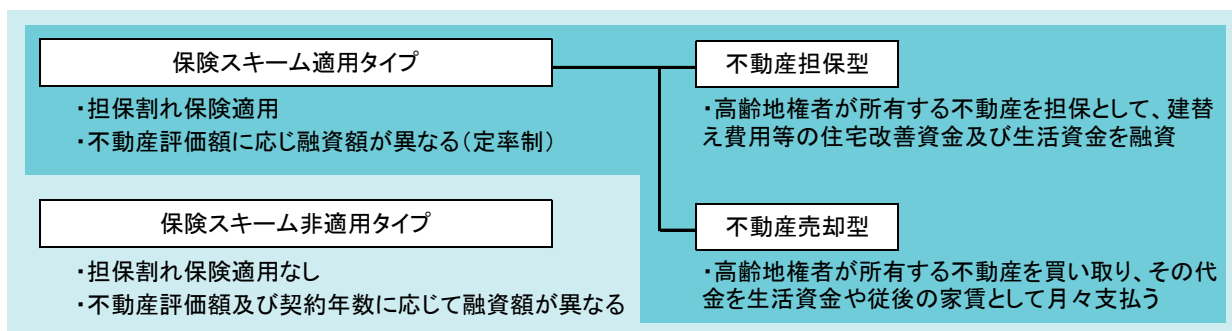 保険スキーム適用タイプ
・担保割れ保険適用
・不動産評価額に応じ融資額が異なる(定率制)
不動産担保型
・高齢地権者が所有する不動産を担保として、建替
え費用等の住宅改善資金及び生活資金を融資
保険スキーム非適用タイプ
・担保割れ保険適用なし
・不動産評価額及び契約年数に応じて融資額が異なる
不動産売却型
・高齢地権者が所有する不動産を買い取り、その代
金を生活資金や従後の家賃として月々支払う